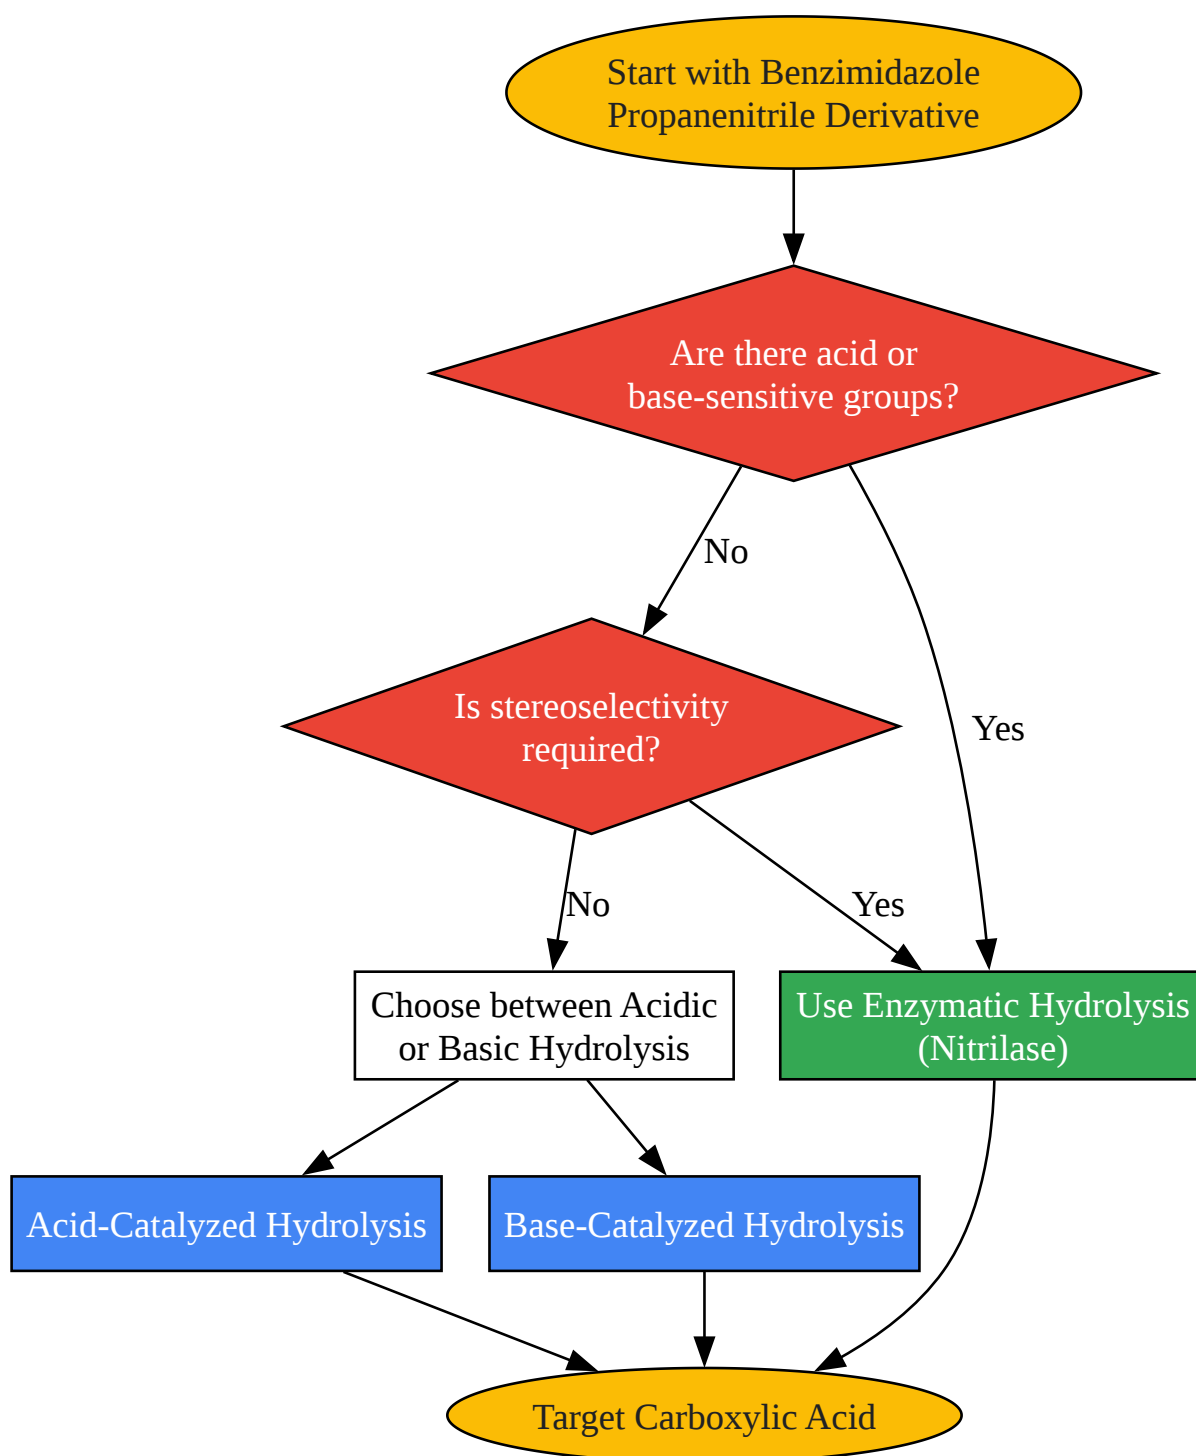 Start with Benzimidazole
Propanenitrile Derivative
Are there acid or
base-sensitive groups?
No
Is stereoselectivity
required?
Yes
No
Yes
Choose between Acidic
or Basic Hydrolysis
Use Enzymatic Hydrolysis
(Nitrilase)
Acid-Catalyzed Hydrolysis
Base-Catalyzed Hydrolysis
Target Carboxylic Acid